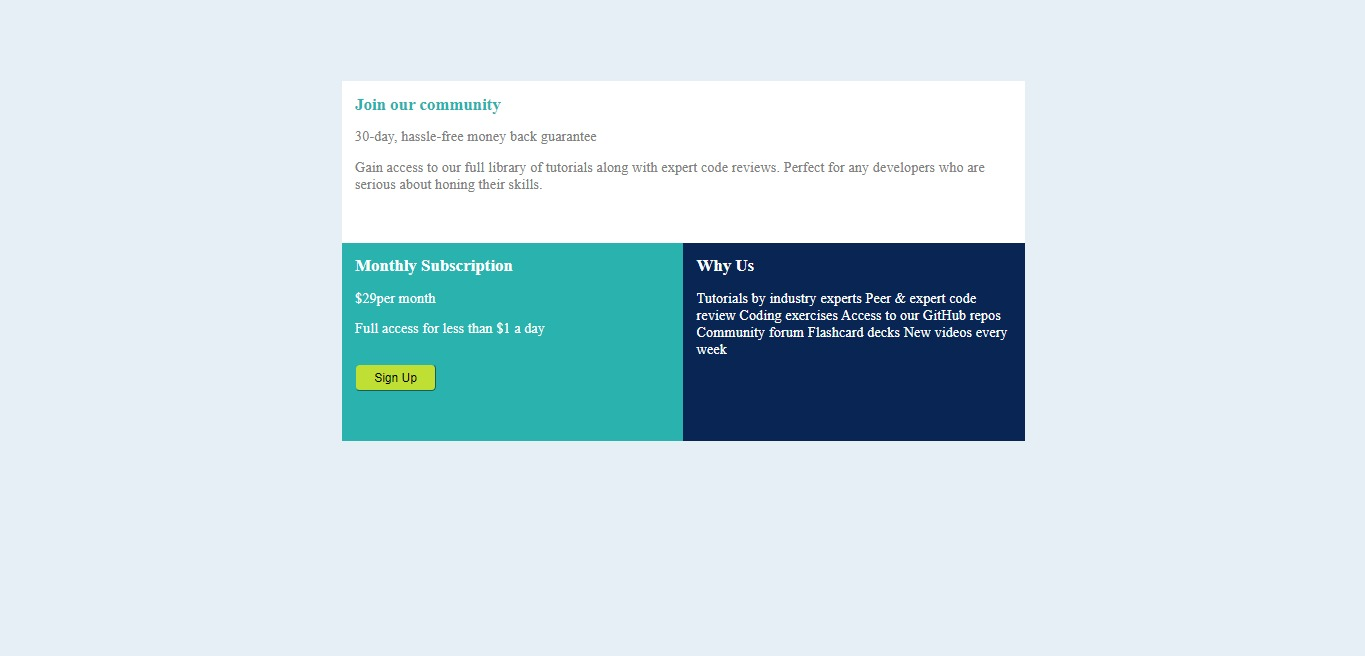 Join our community
30-day, hassle-free money back guarantee
Gain access to our full library of tutorials along with expert code reviews. Perfect for any developers who are
serious about honing their skills.
Monthly Subscription
$29per month
Full access for less than $1 a day
Sign Up
Why Us
Tutorials by industry experts Peer & expert code
review Coding exercises Access to our GitHub repos
Community forum Flashcard decks New videos every
week